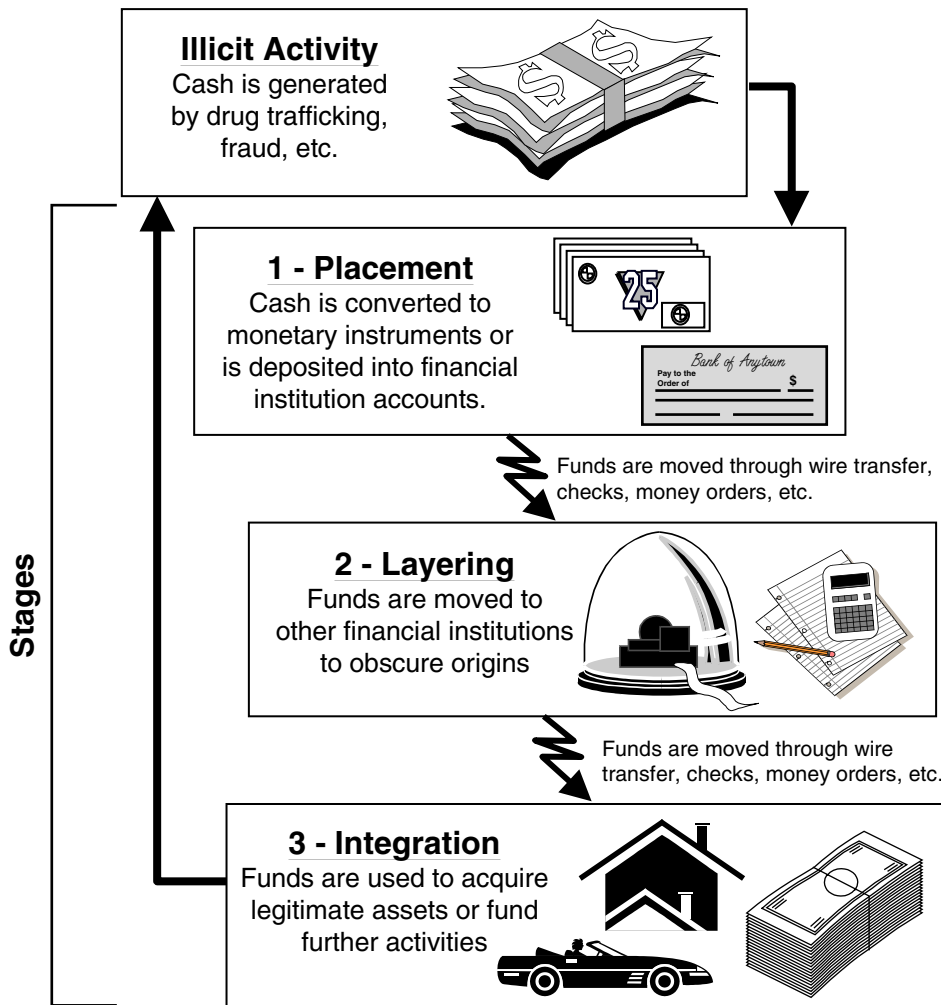 Illicit Activity
Cash is generated
by drug trafficking,
fraud, etc.
$ $
1 - Placement
Cash is converted to
monetary instruments or
is deposited into financial
institution accounts.
25
Bank of Anytown
Pay to the
Order of
$
Funds are moved through wire transfer,
checks, money orders, etc.
Stages
2 - Layering
Funds are moved to
other financial institutions
to obscure origins
Funds are moved through wire
transfer, checks, money orders, etc.
3 - Integration
Funds are used to acquire
legitimate assets or fund
further activities